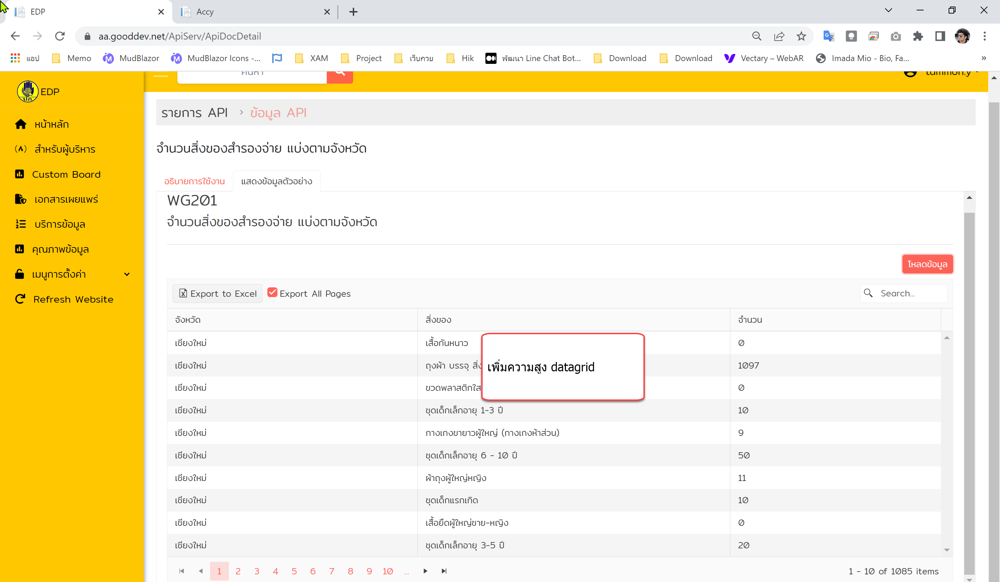 EDP
Accy
aa.gooddev.net/ApiServ/ApiDocDetail
แอป Memo MudBlazor MudBlazor Icons -... XAM Project เว็บกวย Hik พัฒนา Line Chat Bot... Download Download Vectary – WebAR Imada Mio - Bio, Fa... »
ค้นหา
tammon.y
EDP
หน้าหลัก
สำหรับผู้บริหาร
Custom Board
เอกสารเผยแพร่
บริการข้อมูล
คุณภาพข้อมูล
เมนูการตั้งค่า
Refresh Website
รายการ API > ข้อมูล API
จำนวนสิ่งของสำรองจ่าย แบ่งตามจังหวัด
อธิบายการใช้งาน แสดงข้อมูลตัวอย่าง
WG201
จำนวนสิ่งของสำรองจ่าย แบ่งตามจังหวัด
โหลดข้อมูล
Export to Excel Export All Pages Search...
จังหวัด สิ่งของ จำนวน
เชียงใหม่ เสื้อกันหนาว 0
เชียงใหม่ ถุงผ้า บรรจุ สิ่ง 1097
เพิ่มความสูง datagrid
เชียงใหม่ ขวดพลาสติกใส 0
เชียงใหม่ ชุดเด็กเล็กอายุ 1-3 ปี 10
เชียงใหม่ กางเกงขายาวผู้ใหญ่ (กางเกงห้าส่วน) 9
เชียงใหม่ ชุดเด็กเล็กอายุ 6 - 10 ปี 50
เชียงใหม่ ผ้าถุงผู้ใหญ่หญิง 11
เชียงใหม่ ชุดเด็กแรกเกิด 10
เชียงใหม่ เสื้อยืดผู้ใหญ่ชาย-หญิง 0
เชียงใหม่ ชุดเด็กเล็กอายุ 3-5 ปี 20
1 2 3 4 5 6 7 8 9 10 ... 1 - 10 of 1085 items